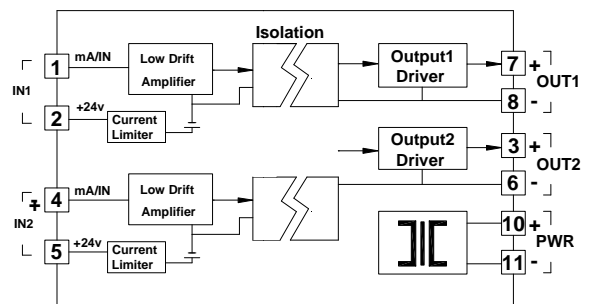 Isolation
1
mA/IN
Low Drift
Amplifier
Output1
Driver
7
+
OUT1
IN1
2
+24v
Current
Limiter
8
-
Output2
Driver
3
+
OUT2
4
mA/IN
Low Drift
Amplifier
6
-
IN2
10
+
PWR
5
+24v
Current
Limiter
11
-